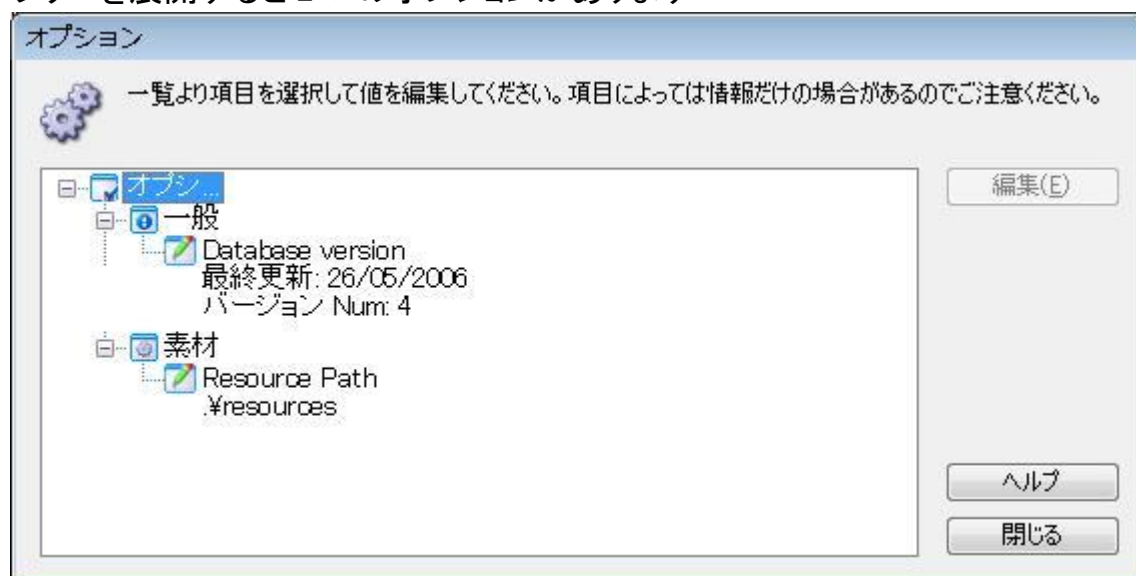 オプション
一覧より項目を選択して値を編集してください。項目によっては情報だけの場合があるのでご注意ください。
オプシ...
編集(E)
一般
Database version
最終更新: 26/05/2006
バージョン Num: 4
素材
Resource Path
.¥resources
ヘルプ
閉じる